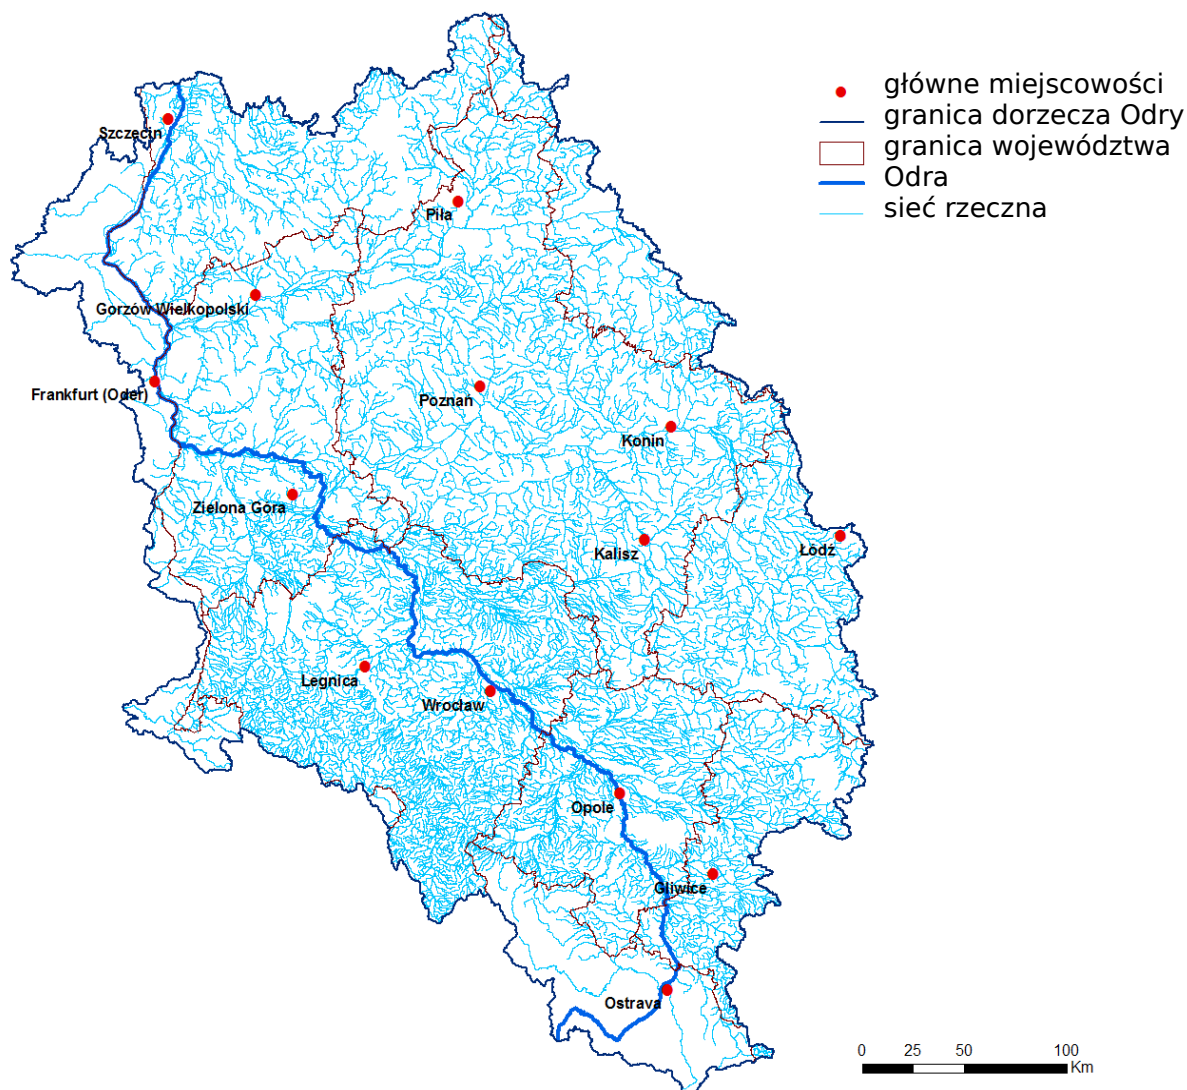 główne miejscowości
granica dorzecza Odry
granica województwa
Odra
sieć rzeczna
Szczecin
Piła
Gorzów Wielkopolski
Frankfurt (Oder)
Poznań
Konin
Zielona Góra
Kalisz
Łódź
Legnica
Wrocław
Opole
Gliwice
Ostrava
0 25 50 100
Km